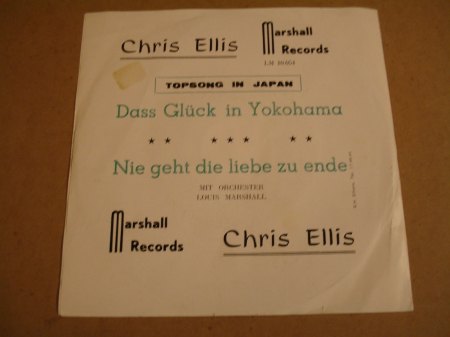 Chris Ellis
Marshall
Records
TOPSONG IN JAPAN
Dass Glück in Yokohama
★★ ★★★ ★★
Nie geht die liebe zu ende
MIT ORCHESTER
LOUIS MARSHALL
Marshall
Records
Chris Ellis